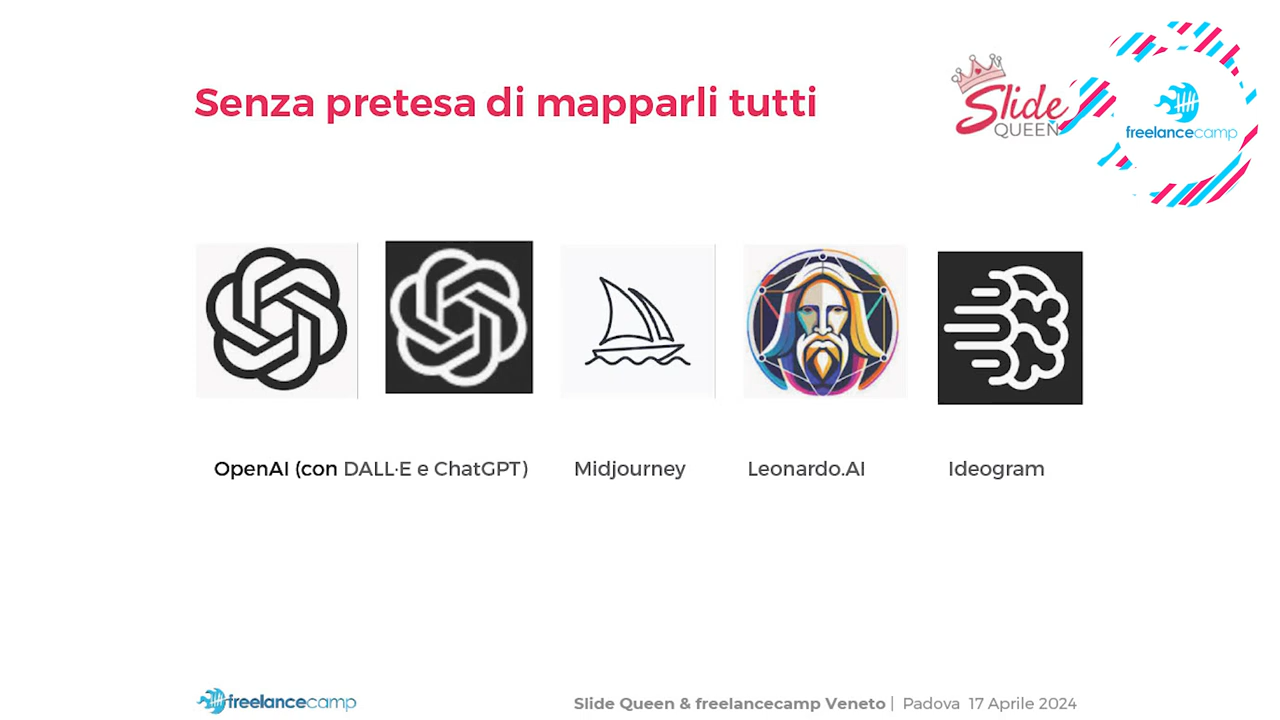 Senza pretesa di mapparli tutti
Slide
QUEEN
freelancecamp
OpenAI (con DALL·E e ChatGPT)
Midjourney
Leonardo.AI
Ideogram
freelancecamp
Slide Queen & freelancecamp Veneto | Padova 17 Aprile 2024